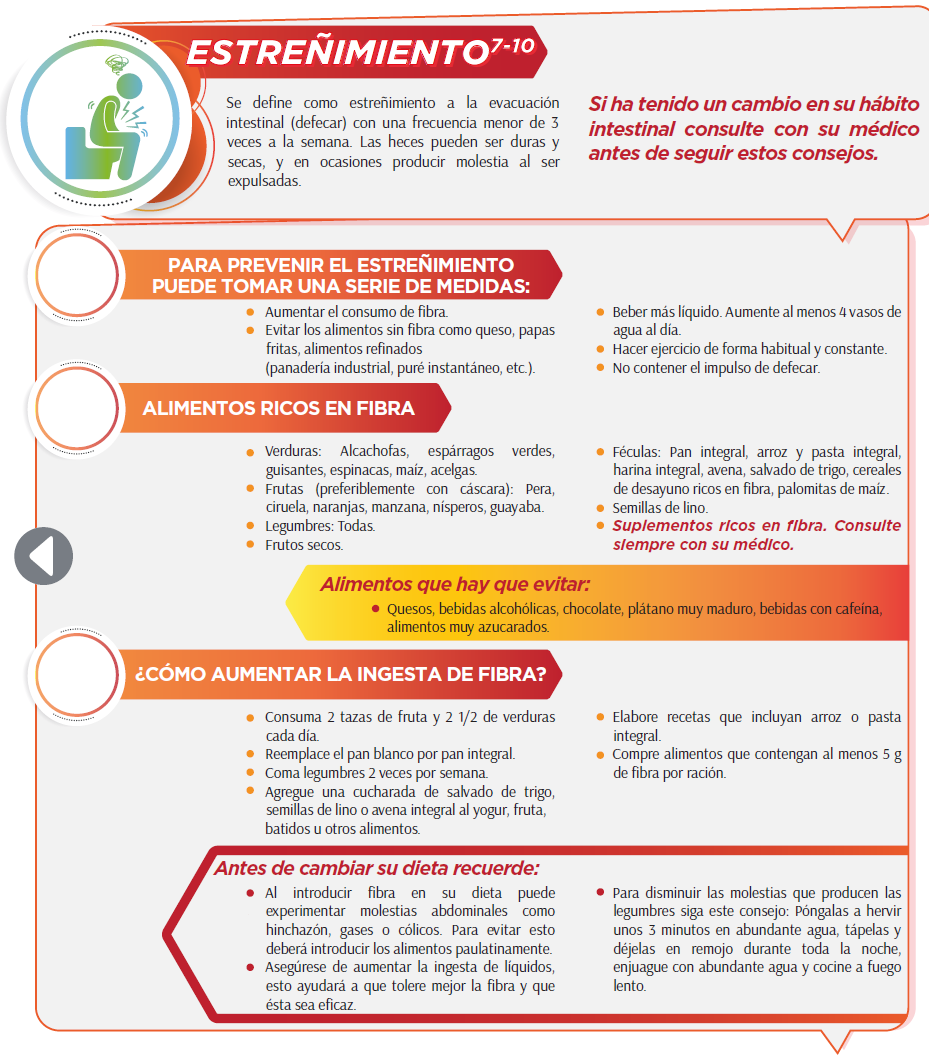 ESTREÑIMIENTO7-10
Se define como estreñimiento a la evacuación
intestinal (defecar) con una frecuencia menor de 3
veces a la semana. Las heces pueden ser duras y
secas, y en ocasiones producir molestia al ser
expulsadas.
Si ha tenido un cambio en su hábito
intestinal consulte con su médico
antes de seguir estos consejos.
PARA PREVENIR EL ESTREÑIMIENTO
PUEDE TOMAR UNA SERIE DE MEDIDAS:
Aumentar el consumo de fibra.
Evitar los alimentos sin fibra como queso, papas
fritas, alimentos refinados
(panadería industrial, puré instantáneo, etc.).
Beber más líquido. Aumente al menos 4 vasos de
agua al día.
Hacer ejercicio de forma habitual y constante.
No contener el impulso de defecar.
ALIMENTOS RICOS EN FIBRA
Verduras: Alcachofas, espárragos verdes,
guisantes, espinacas, maíz, acelgas.
Frutas (preferiblemente con cáscara): Pera,
ciruela, naranjas, manzana, nísperos, guayaba.
Legumbres: Todas.
Frutos secos.
Féculas: Pan integral, arroz y pasta integral,
harina integral, avena, salvado de trigo, cereales
de desayuno ricos en fibra, palomitas de maíz.
Semillas de lino.
Suplementos ricos en fibra. Consulte
siempre con su médico.
Alimentos que hay que evitar:
Quesos, bebidas alcohólicas, chocolate, plátano muy maduro, bebidas con cafeína,
alimentos muy azucarados.
¿CÓMO AUMENTAR LA INGESTA DE FIBRA?
Consuma 2 tazas de fruta y 2 1/2 de verduras
cada día.
Reemplace el pan blanco por pan integral.
Coma legumbres 2 veces por semana.
Agregue una cucharada de salvado de trigo,
semillas de lino o avena integral al yogur, fruta,
batidos u otros alimentos.
Elabore recetas que incluyan arroz o pasta
integral.
Compre alimentos que contengan al menos 5 g
de fibra por ración.
Antes de cambiar su dieta recuerde:
Al introducir fibra en su dieta puede
experimentar molestias abdominales como
hinchazón, gases o cólicos. Para evitar esto
deberá introducir los alimentos paulatinamente.
Asegúrese de aumentar la ingesta de líquidos,
esto ayudará a que tolere mejor la fibra y que
ésta sea eficaz.
Para disminuir las molestias que producen las
legumbres siga este consejo: Póngalas a hervir
unos 3 minutos en abundante agua, tápelas y
déjelas en remojo durante toda la noche,
enjuague con abundante agua y cocine a fuego
lento.